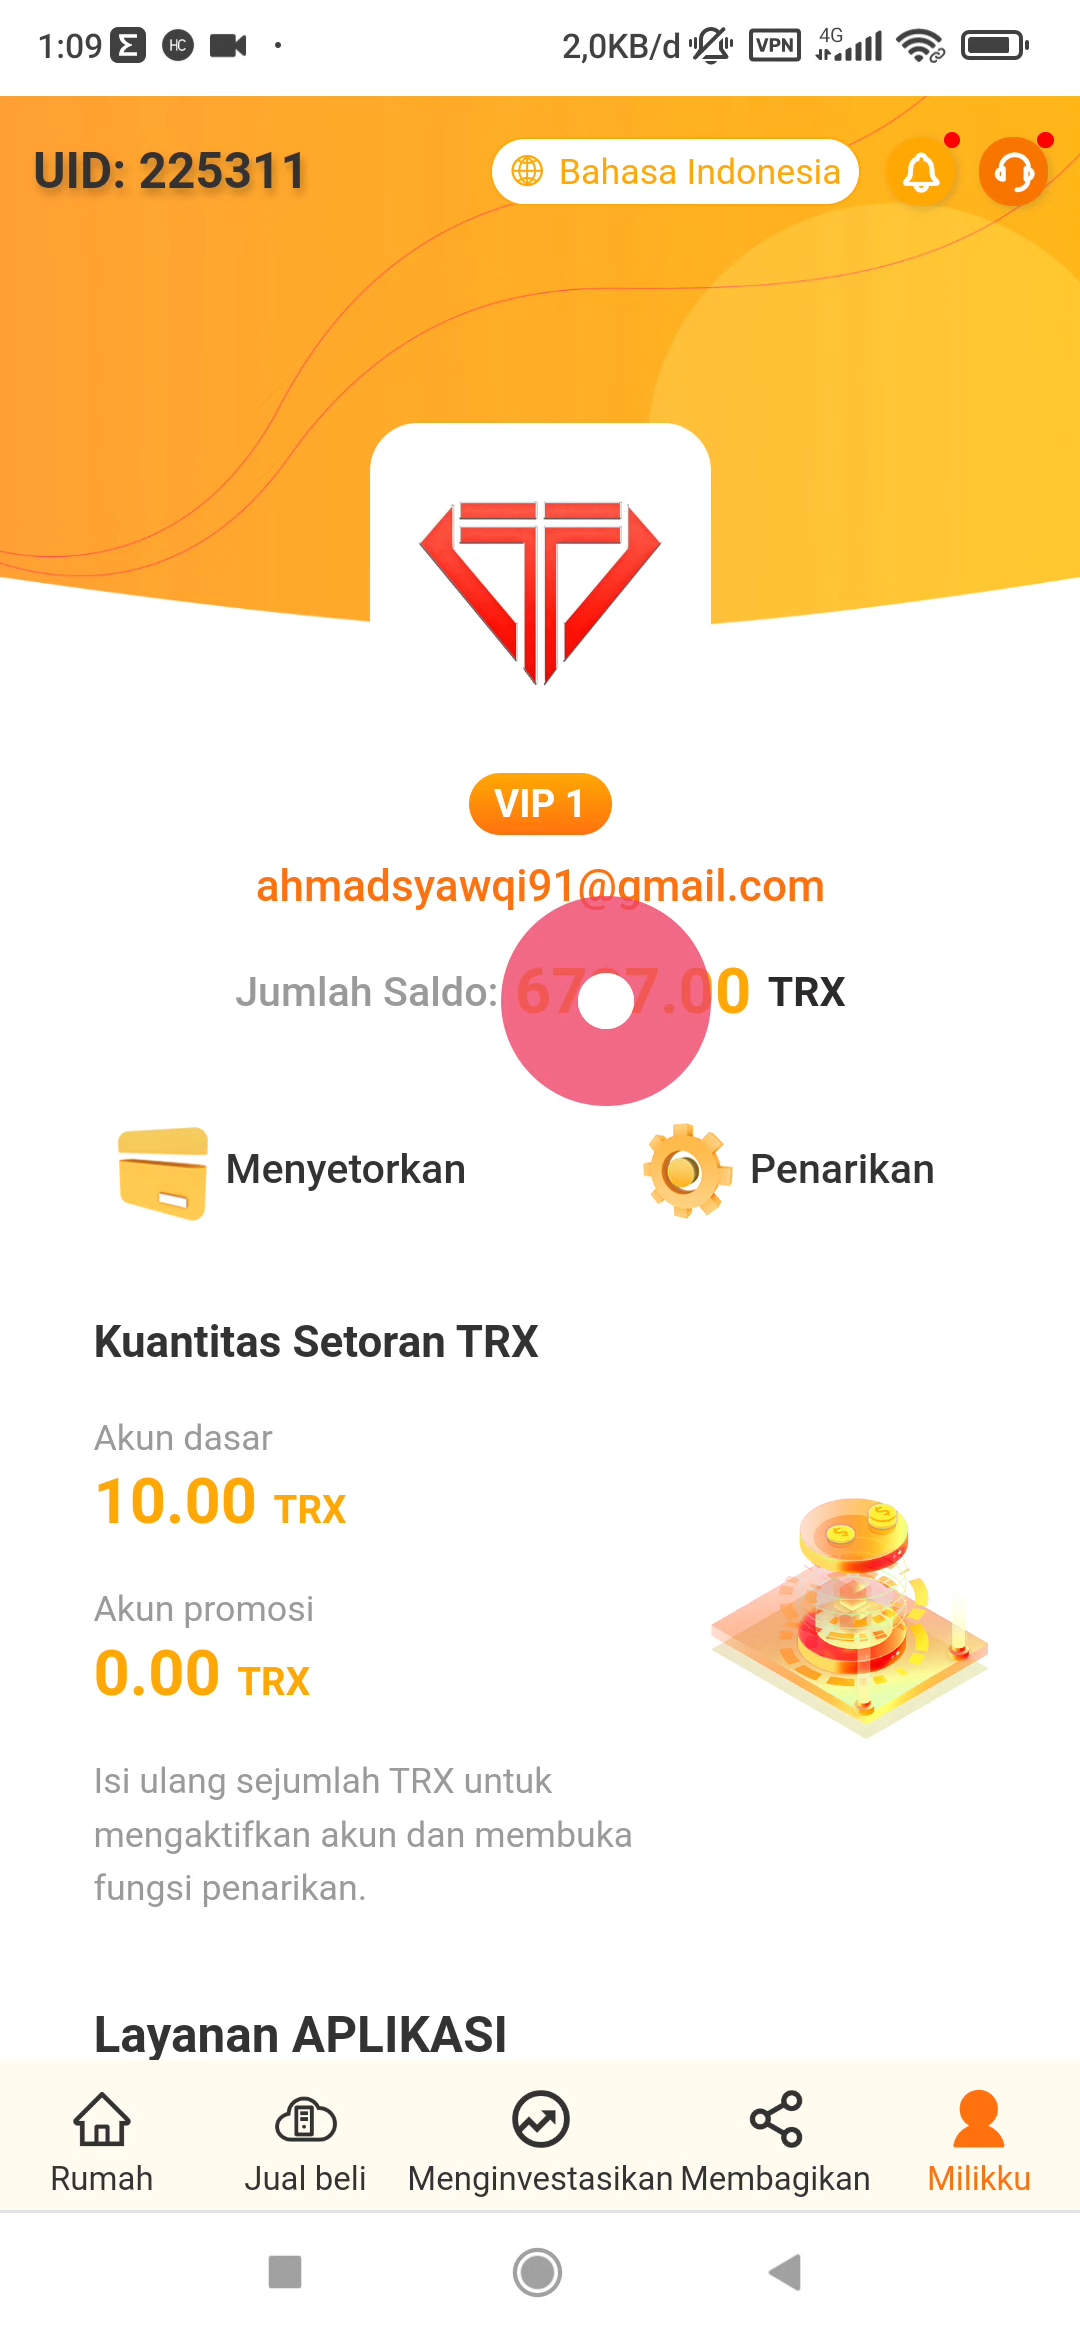 1:09 HC 2,0KB/d VPN 4G
UID: 225311
Bahasa Indonesia
VIP 1
ahmadsyawqi91@gmail.com
Jumlah Saldo: TRX
Menyetorkan
Penarikan
Kuantitas Setoran TRX
Akun dasar
10.00 TRX
Akun promosi
0.00 TRX
Isi ulang sejumlah TRX untuk
mengaktifkan akun dan membuka
fungsi penarikan.
Layanan APLIKASI
Rumah
Jual beli
Menginvestasikan
Membagikan
Milikku